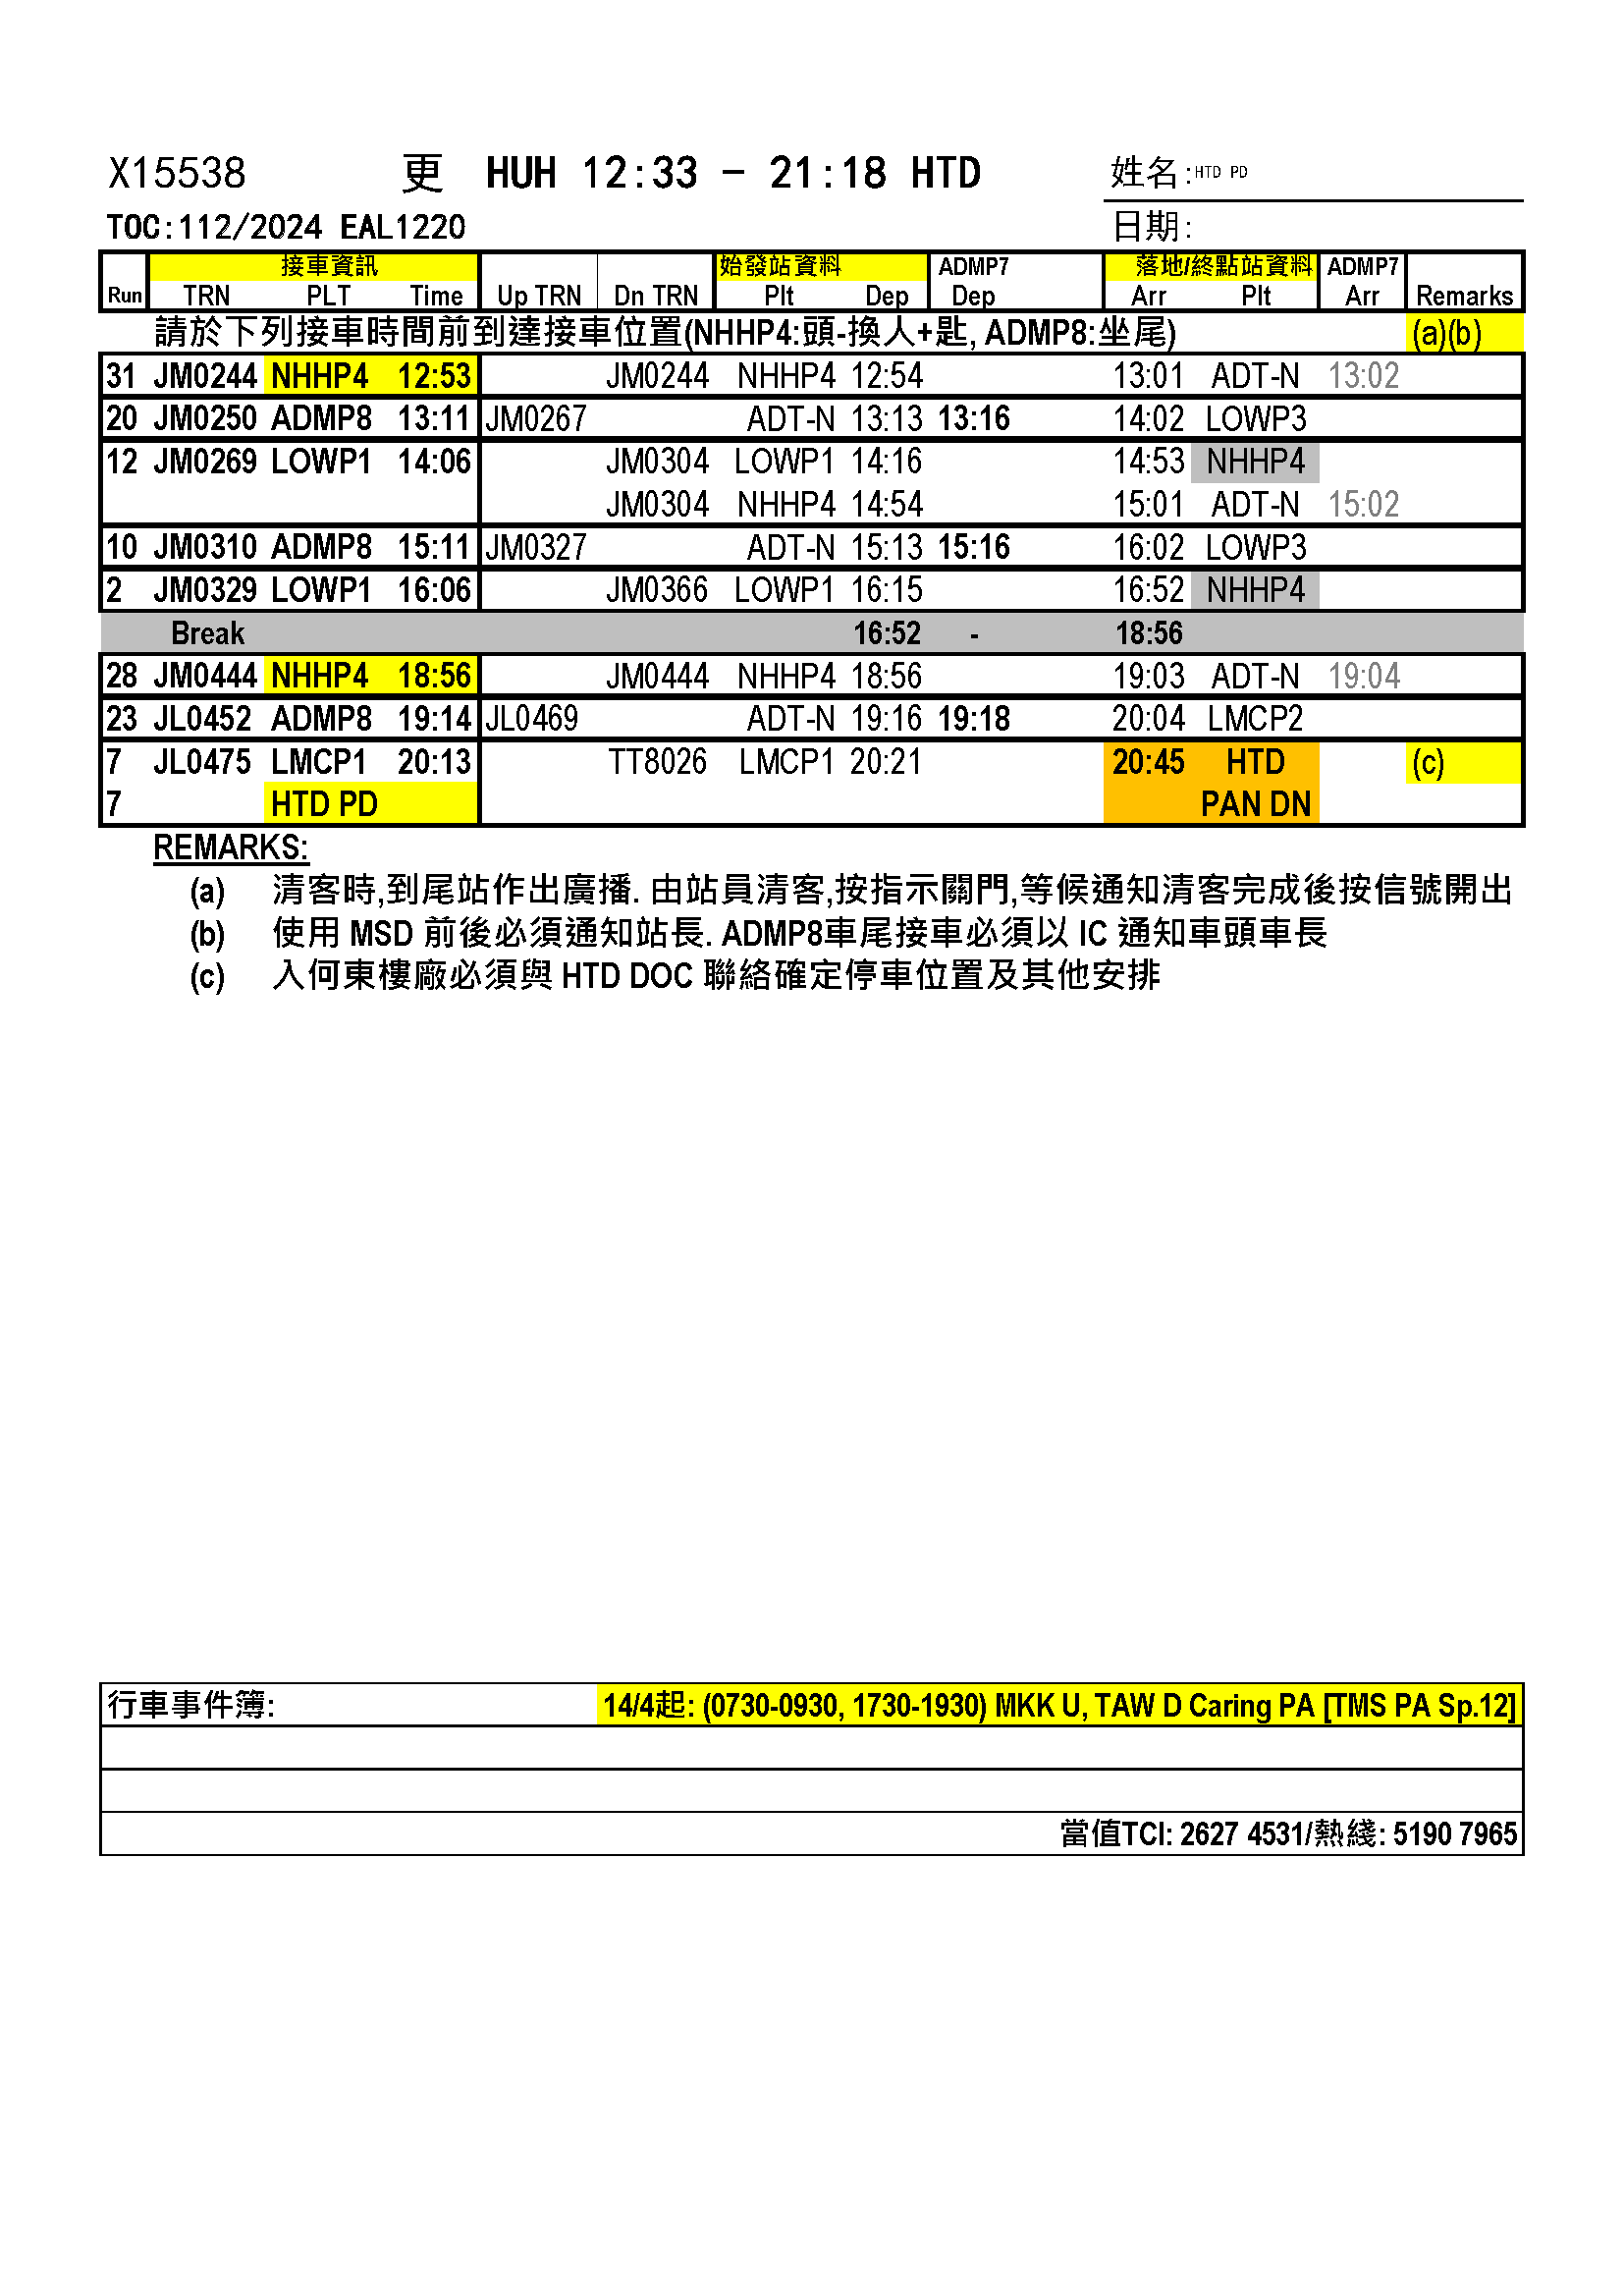 X15538 更 HUH 12:33 - 21:18 HTD 姓名:HTD PD
TOC:112/2024 EAL1220 日期:
接車資訊 始發站資料 ADMP7 落地/終點站資料 ADMP7
Run TRN PLT Time Up TRN Dn TRN Plt Dep Dep Arr Plt Arr Remarks
請於下列接車時間前到達接車位置(NHHP4:頭-換人+匙, ADMP8:坐尾) (a)(b)
31 JM0244 NHHP4 12:53 JM0244 NHHP4 12:54 13:01 ADT-N 13:02
20 JM0250 ADMP8 13:11 JM0267 ADT-N 13:13 13:16 14:02 LOWP3
12 JM0269 LOWP1 14:06 JM0304 LOWP1 14:16 14:53 NHHP4
JM0304 NHHP4 14:54 15:01 ADT-N 15:02
10 JM0310 ADMP8 15:11 JM0327 ADT-N 15:13 15:16 16:02 LOWP3
2 JM0329 LOWP1 16:06 JM0366 LOWP1 16:15 16:52 NHHP4
Break 16:52 - 18:56
28 JM0444 NHHP4 18:56 JM0444 NHHP4 18:56 19:03 ADT-N 19:04
23 JL0452 ADMP8 19:14 JL0469 ADT-N 19:16 19:18 20:04 LMCP2
7 JL0475 LMCP1 20:13 TT8026 LMCP1 20:21 20:45 HTD (c)
7 HTD PD PAN DN
REMARKS:
(a) 清客時,到尾站作出廣播. 由站員清客,按指示關門,等候通知清客完成後按信號開出
(b) 使用 MSD 前後必須通知站長. ADMP8車尾接車必須以 IC 通知車頭車長
(c) 入何東樓廠必須與 HTD DOC 聯絡確定停車位置及其他安排
行車事件簿: 14/4起: (0730-0930, 1730-1930) MKK U, TAW D Caring PA [TMS PA Sp.12]
當值TCI: 2627 4531/熱綫: 5190 7965